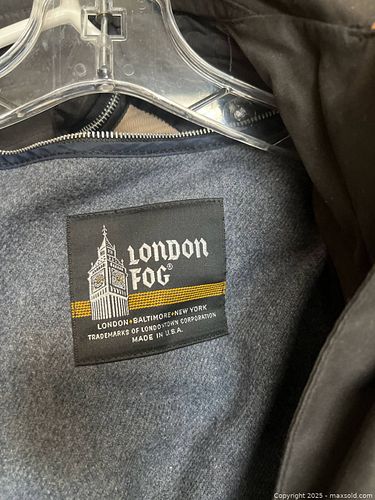 LONDON
FOG®
LONDON•BALTIMORE•NEW YORK
TRADEMARKS OF LONDONTOWN CORPORATION
MADE IN U.S.A.
Copyright 2025 - maxsold.com